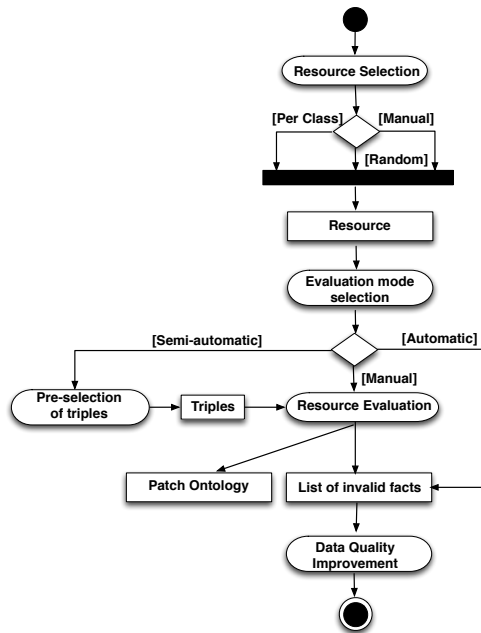 Resource Selection
[Per Class]
[Manual]
[Random]
Resource
Evaluation mode
selection
[Semi-automatic]
[Automatic]
[Manual]
Pre-selection
of triples
Triples
Resource Evaluation
Patch Ontology
List of invalid facts
Data Quality
Improvement